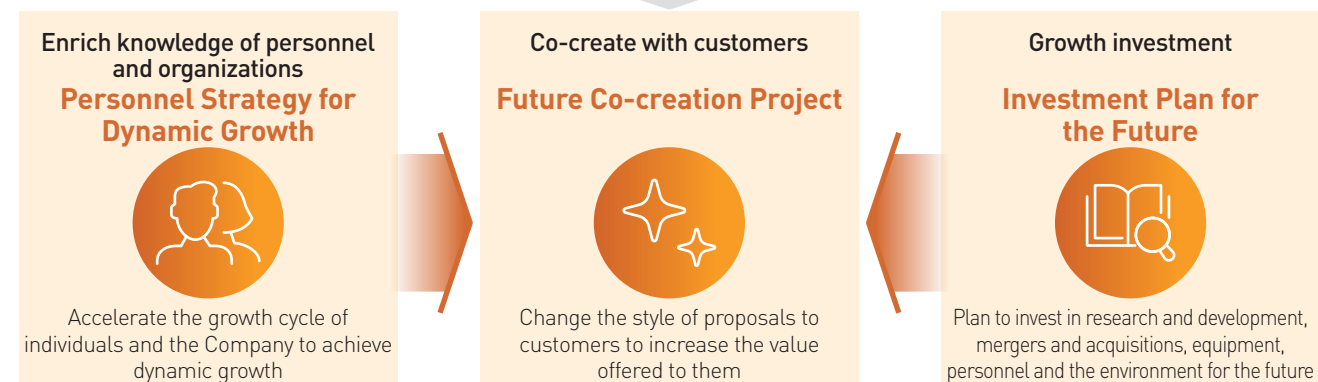 Enrich knowledge of personnel
and organizations
Personnel Strategy for
Dynamic Growth
Accelerate the growth cycle of
individuals and the Company to achieve
dynamic growth
Co-create with customers
Future Co-creation Project
Change the style of proposals to
customers to increase the value
offered to them
Growth investment
Investment Plan for
the Future
Plan to invest in research and development,
mergers and acquisitions, equipment,
personnel and the environment for the future